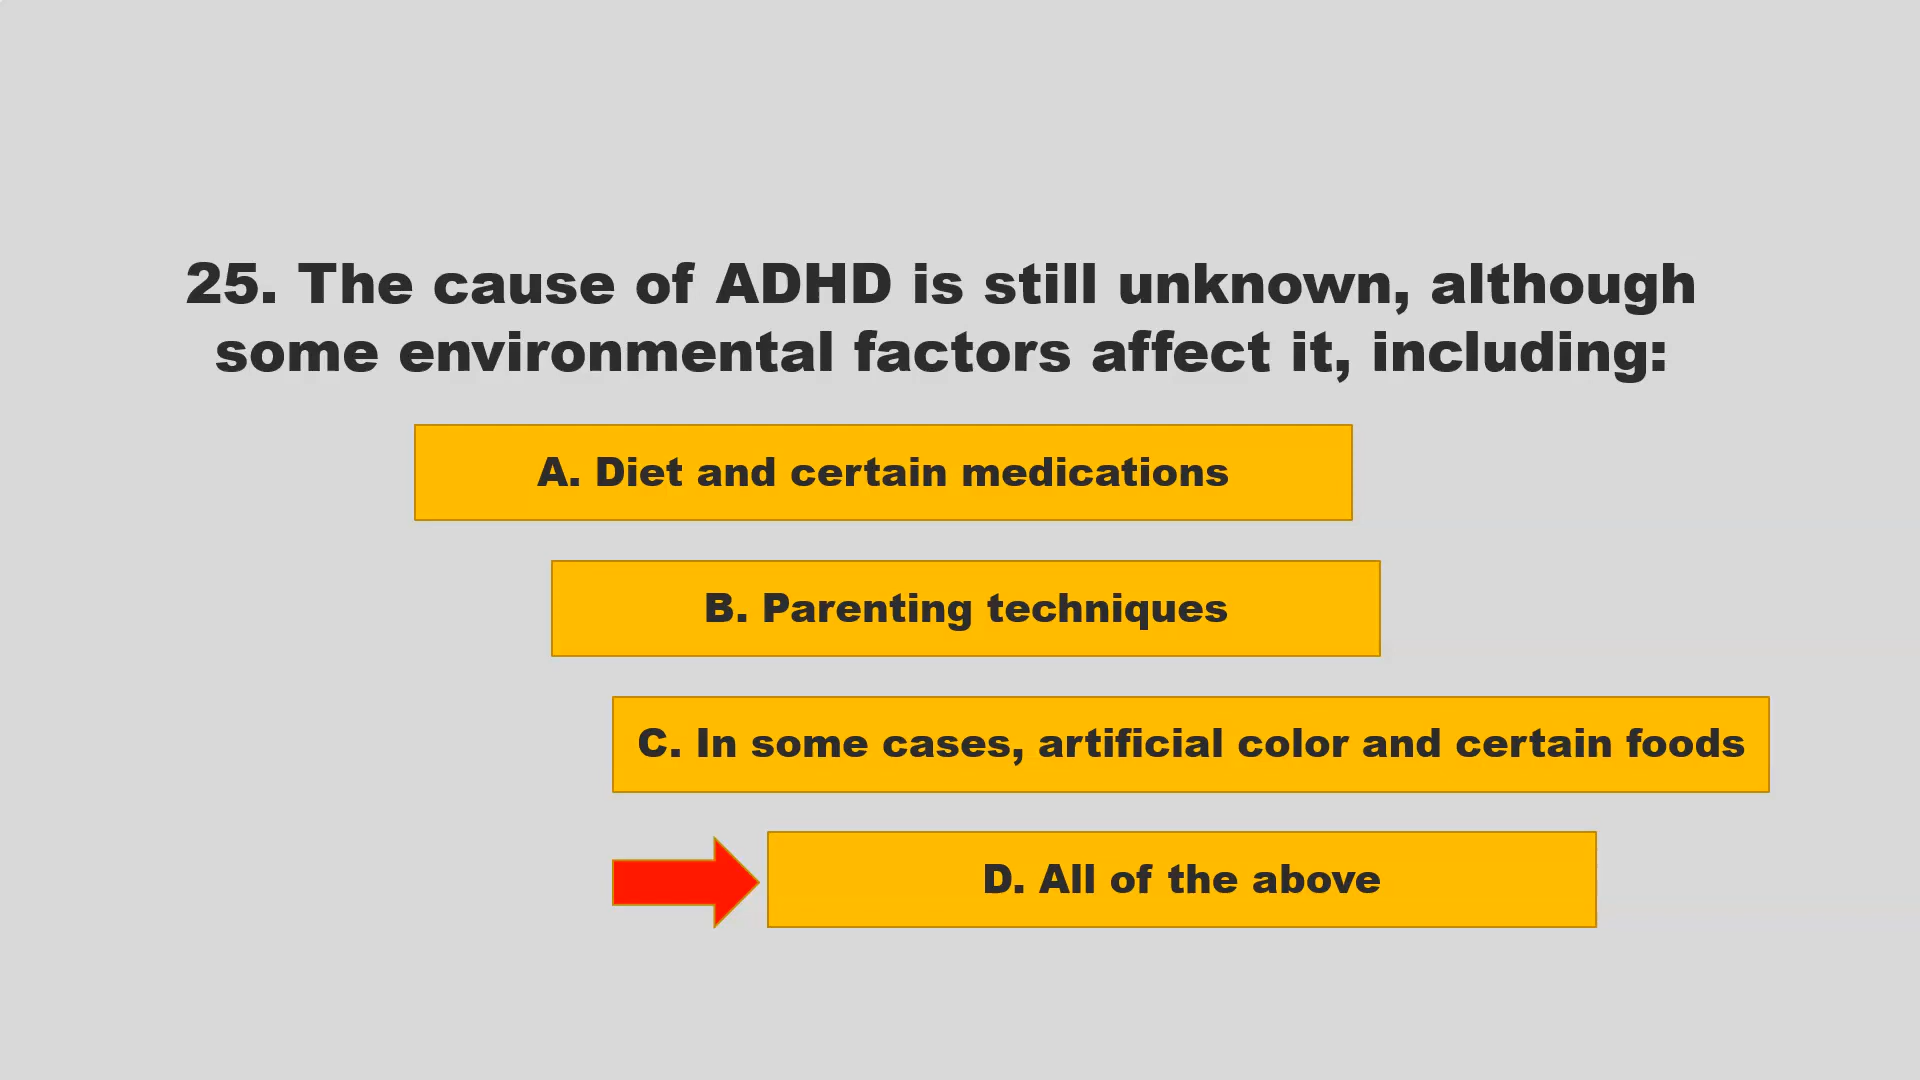 25. The cause of ADHD is still unknown, although
some environmental factors affect it, including:
A. Diet and certain medications
B. Parenting techniques
C. In some cases, artificial color and certain foods
D. All of the above